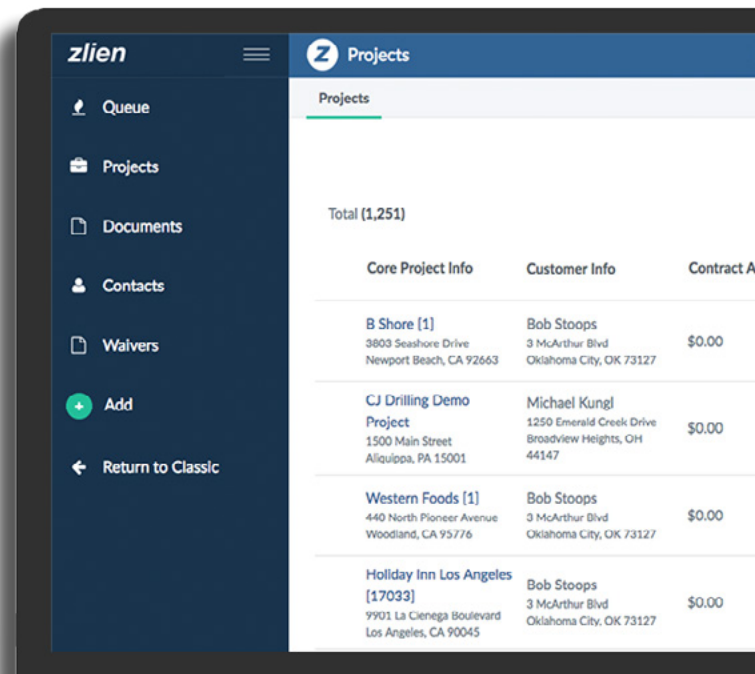 zlien
Projects
Queue
Projects
Documents
Contacts
Waivers
Add
Return to Classic
Projects
Total (1,251)
Core Project Info Customer Info Contract A
B Shore [1]
3803 Seashore Drive
Newport Beach, CA 92663
Bob Stoops
3 McArthur Blvd
Oklahoma City, OK 73127
$0.00
CJ Drilling Demo
Project
1500 Main Street
Aliquippa, PA 15001
Michael Kungl
1250 Emerald Creek Drive
Broadview Heights, OH
44147
$0.00
Western Foods [1]
440 North Pioneer Avenue
Woodland, CA 95776
Bob Stoops
3 McArthur Blvd
Oklahoma City, OK 73127
$0.00
Holiday Inn Los Angeles
[17033]
9901 La Cienega Boulevard
Los Angeles, CA 90045
Bob Stoops
3 McArthur Blvd
Oklahoma City, OK 73127
$0.00